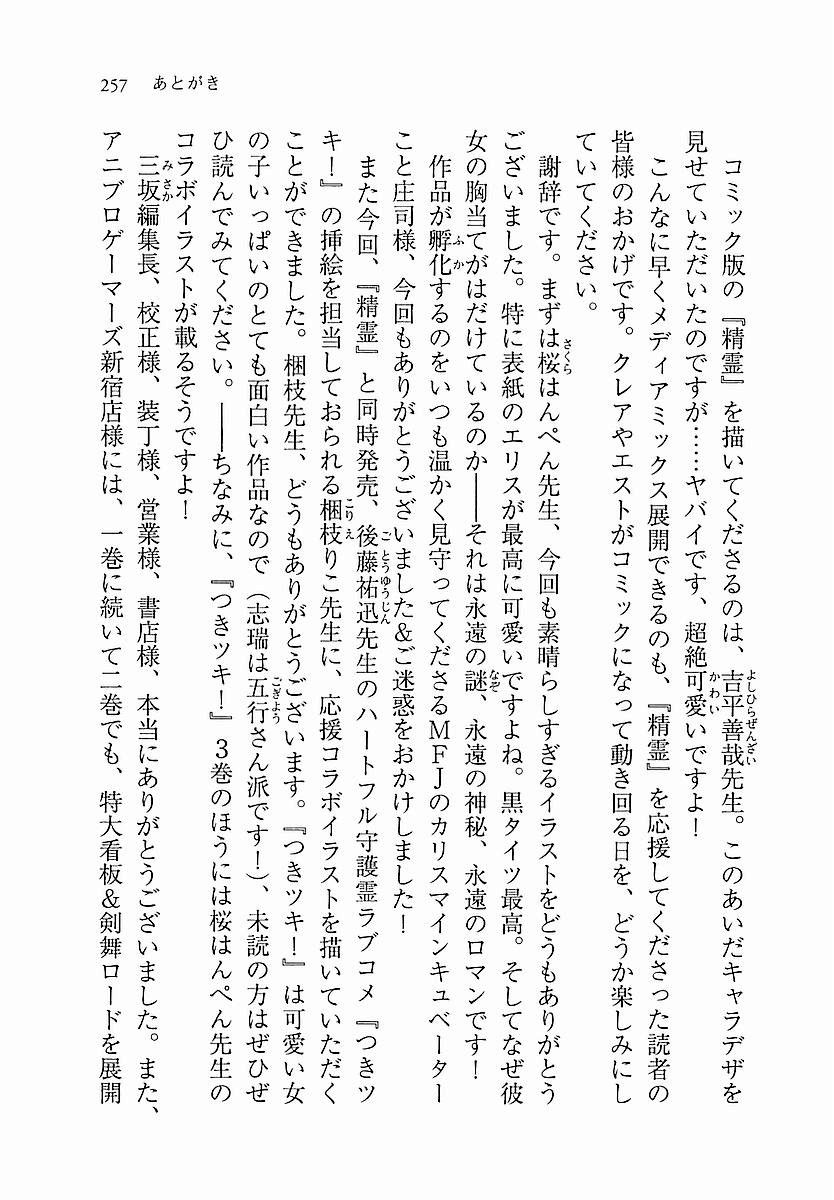 257　あとがき
　コミック版の『精霊』を描いてくださるのは、吉平善哉先生。このあいだキャラデザを
見せていただいたのですが……ヤバイです、超絶可愛いですよ！
　こんなに早くメディアミックス展開できるのも、『精霊』を応援してくださった読者の
皆様のおかげです。クレアやエストがコミックになって動き回る日を、どうか楽しみにし
ていてください。
　謝辞です。まずは桜はんぺん先生、今回も素晴らしすぎるイラストをどうもありがとう
ございました。特に表紙のエリスが最高に可愛いですよね。黒タイツ最高。そしてなぜ彼
女の胸当てがはだけているのか――それは永遠の謎、永遠の神秘、永遠のロマンです！
　作品が孵化するのをいつも温かく見守ってくださるＭＦＪのカリスマインキュベーター
こと庄司様、今回もありがとうございました＆ご迷惑をおかけしました！
　また今回、『精霊』と同時発売、後藤祐迅先生のハートフル守護霊ラブコメ『つきツ
キ！』の挿絵を担当しておられる梱枝りこ先生に、応援コラボイラストを描いていただく
ことができました。梱枝先生、どうもありがとうございます。『つきツキ！』は可愛い女
の子いっぱいのとても面白い作品なので（志瑞は五行さん派です！）、未読の方はぜひぜ
ひ読んでみてください。――ちなみに、『つきツキ！』３巻のほうには桜はんぺん先生の
コラボイラストが載るそうですよ！
　三坂編集長、校正様、装丁様、営業様、書店様、本当にありがとうございました。また、
アニブロゲーマーズ新宿店様には、一巻に続いて二巻でも、特大看板＆剣舞ロードを展開